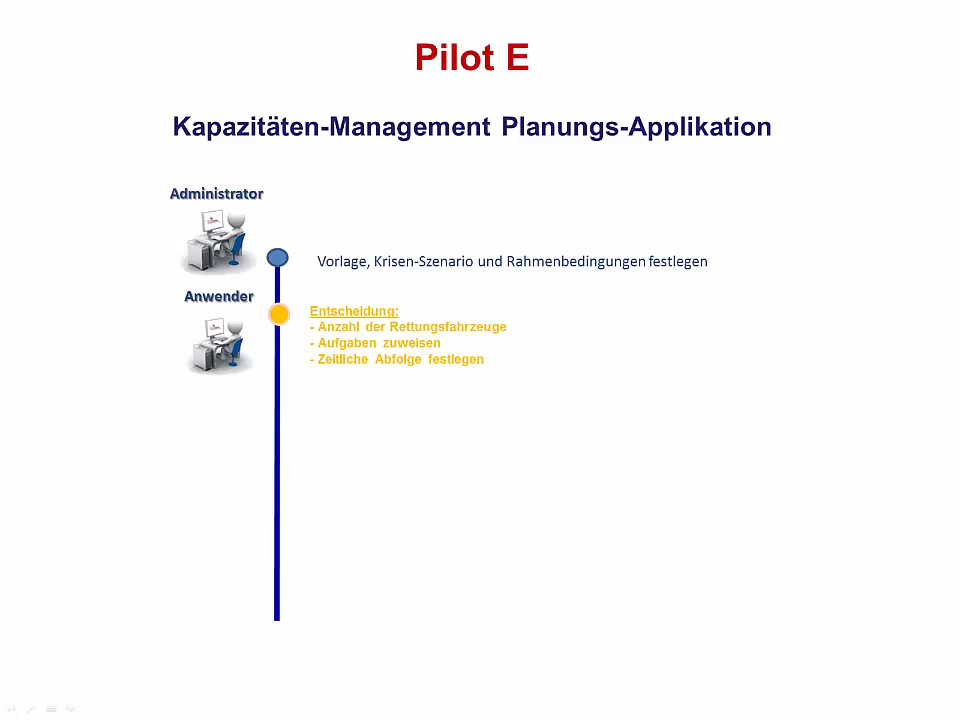 Pilot E
Kapazitäten-Management Planungs-Applikation
Administrator
Vorlage, Krisen-Szenario und Rahmenbedingungen festlegen
Anwender
Entscheidung:
- Anzahl der Rettungsfahrzeuge
- Aufgaben zuweisen
- Zeitliche Abfolge festlegen